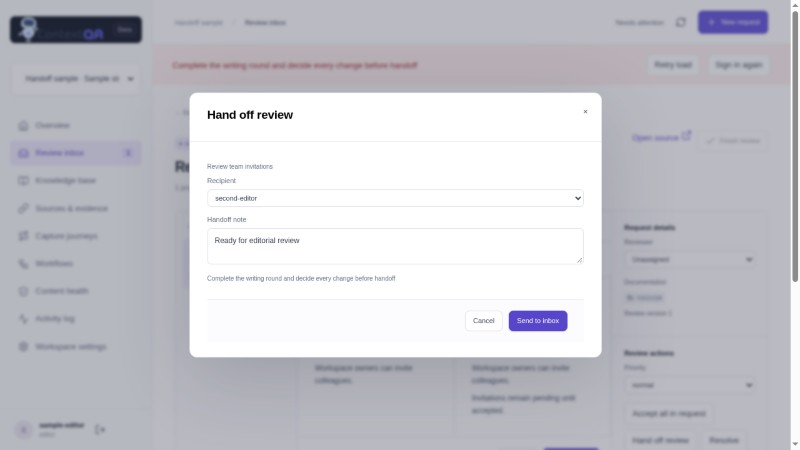 Handoff sample
Review inbox
Needs attention
New request
Complete the writing round and decide every change before handoff
Retry load
Sign in again
Handoff sample
Overview
Review inbox
Knowledge base
Sources & evidence
Capture journeys
Workflows
Content health
Activity log
Workspace settings
sample-editor
editor
Open source
Hand off review
×
Review team invitations
Recipient
second-editor
Handoff note
Ready for editorial review
Complete the writing round and decide every change before handoff
Cancel
Send to inbox
Workspace owners can invite
colleagues.
Workspace owners can invite
colleagues.
Invitations remain pending until
accepted.
Request details
Reviewer
Unassigned
Documentation
Review version 1
Review actions
Priority
normal
Accept all in request
Hand off review
Resolve